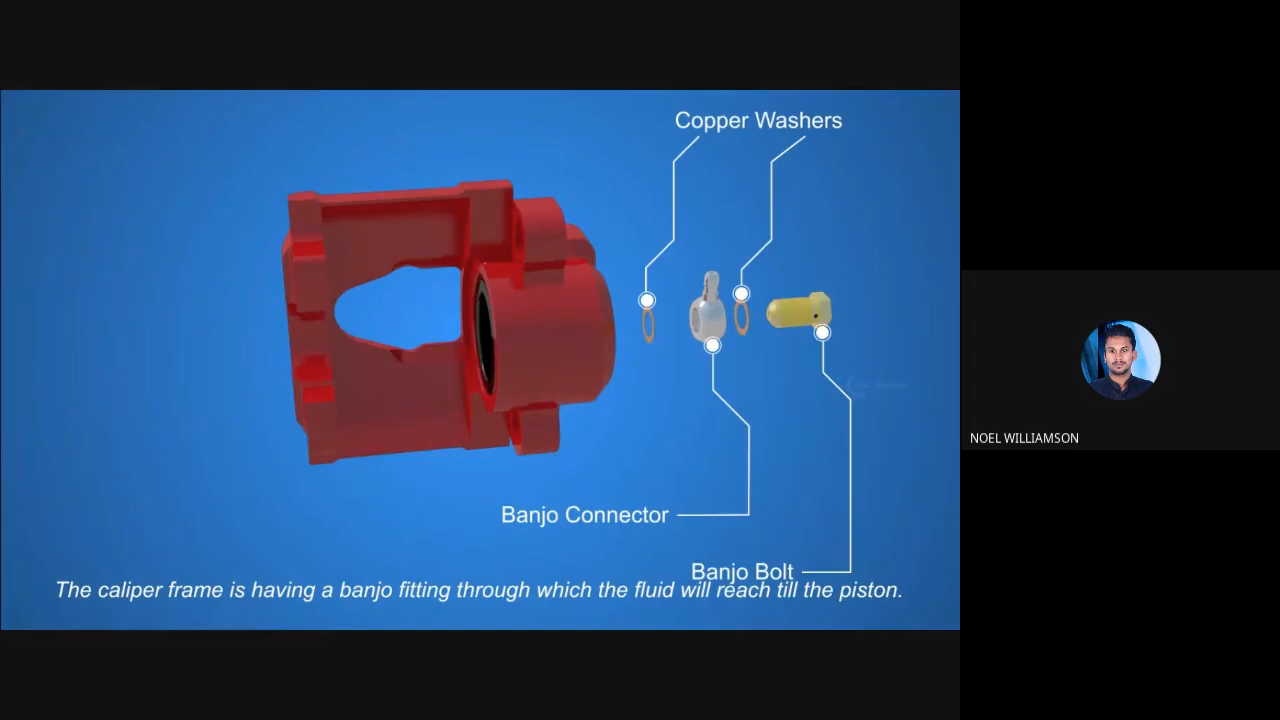 Copper Washers
Banjo Connector
Banjo Bolt
The caliper frame is having a banjo fitting through which the fluid will reach till the piston.
NOEL WILLIAMSON